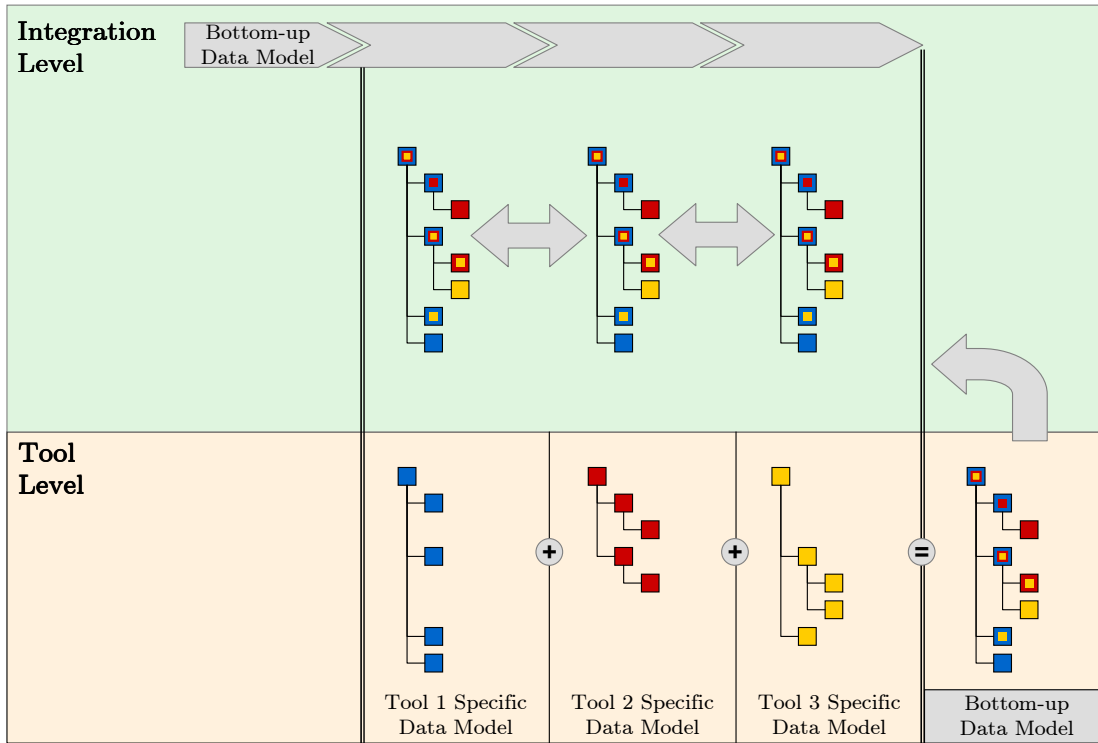 Integration
Level
Bottom-up
Data Model
Tool
Level
+
+
=
Tool 1 Specific
Data Model
Tool 2 Specific
Data Model
Tool 3 Specific
Data Model
Bottom-up
Data Model